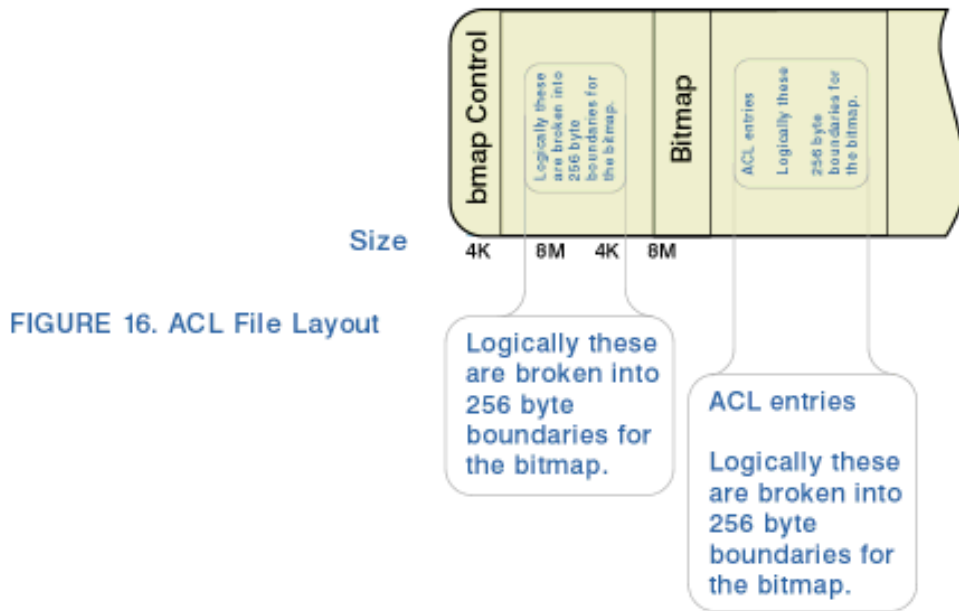 bmap Control
Logically these
are broken into
256 byte
boundaries for
the bitmap.
Bitmap
ACL entries
Logically these
256 byte
boundaries for
the bitmap.
Size
4K 8M 4K 8M
FIGURE 16. ACL File Layout
Logically these
are broken into
256 byte
boundaries for
the bitmap.
ACL entries
Logically these
are broken into
256 byte
boundaries for
the bitmap.